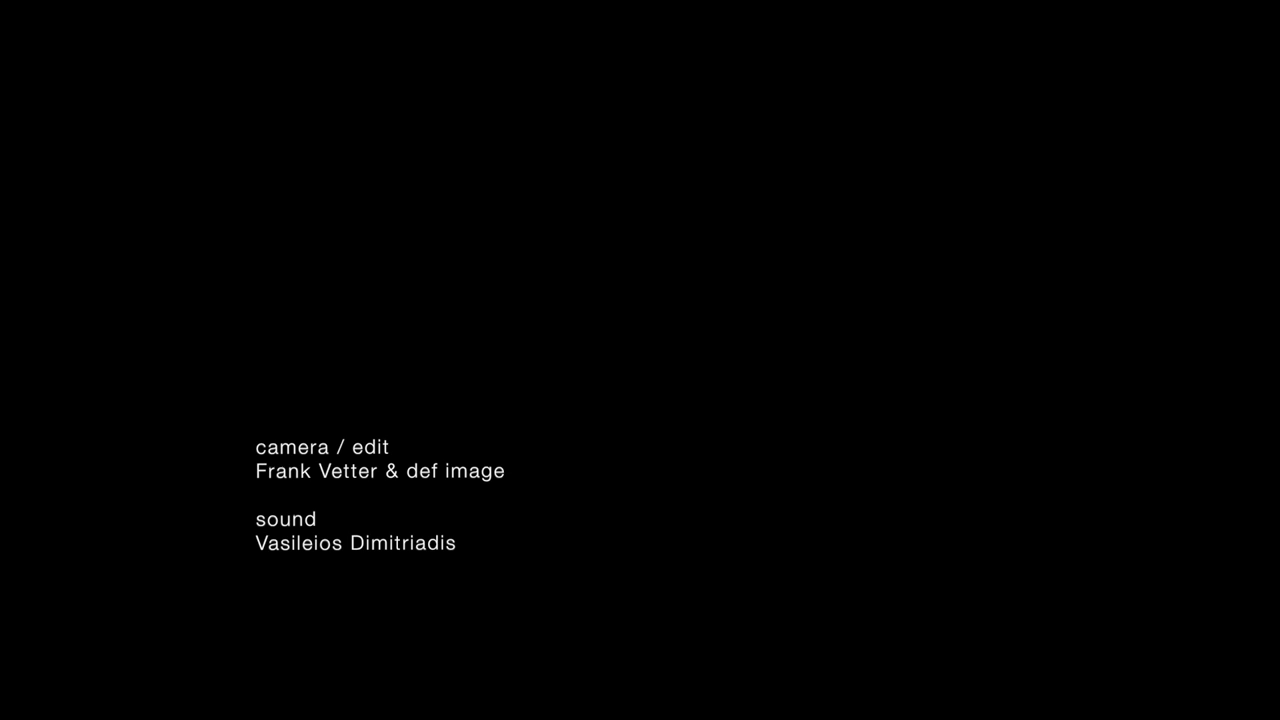 camera / edit
Frank Vetter & def image
sound
Vasileios Dimitriadis